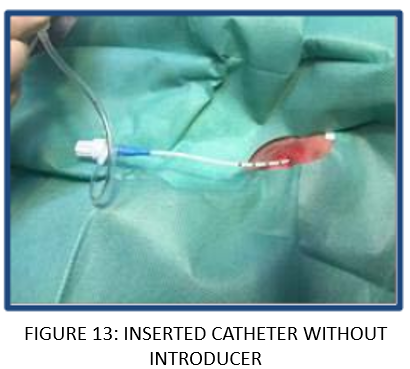 FIGURE 13: INSERTED CATHETER WITHOUT
INTRODUCER